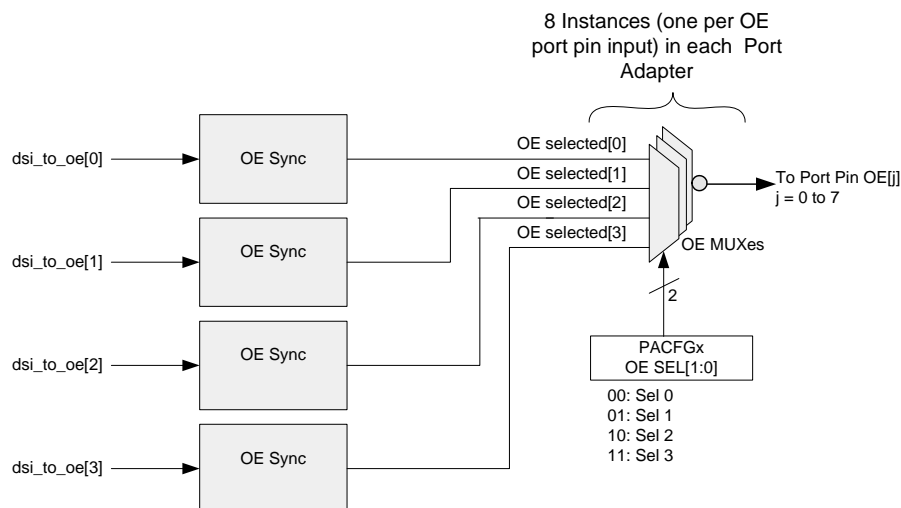 8 Instances (one per OE
port pin input) in each Port
Adapter
dsi_to_oe[0]
OE Sync
OE selected[0]
OE selected[1]
OE selected[2]
OE selected[3]
To Port Pin OE[j]
j = 0 to 7
OE MUXes
dsi_to_oe[1]
OE Sync
2
PACFGx
OE SEL[1:0]
dsi_to_oe[2]
OE Sync
00: Sel 0
01: Sel 1
10: Sel 2
11: Sel 3
dsi_to_oe[3]
OE Sync